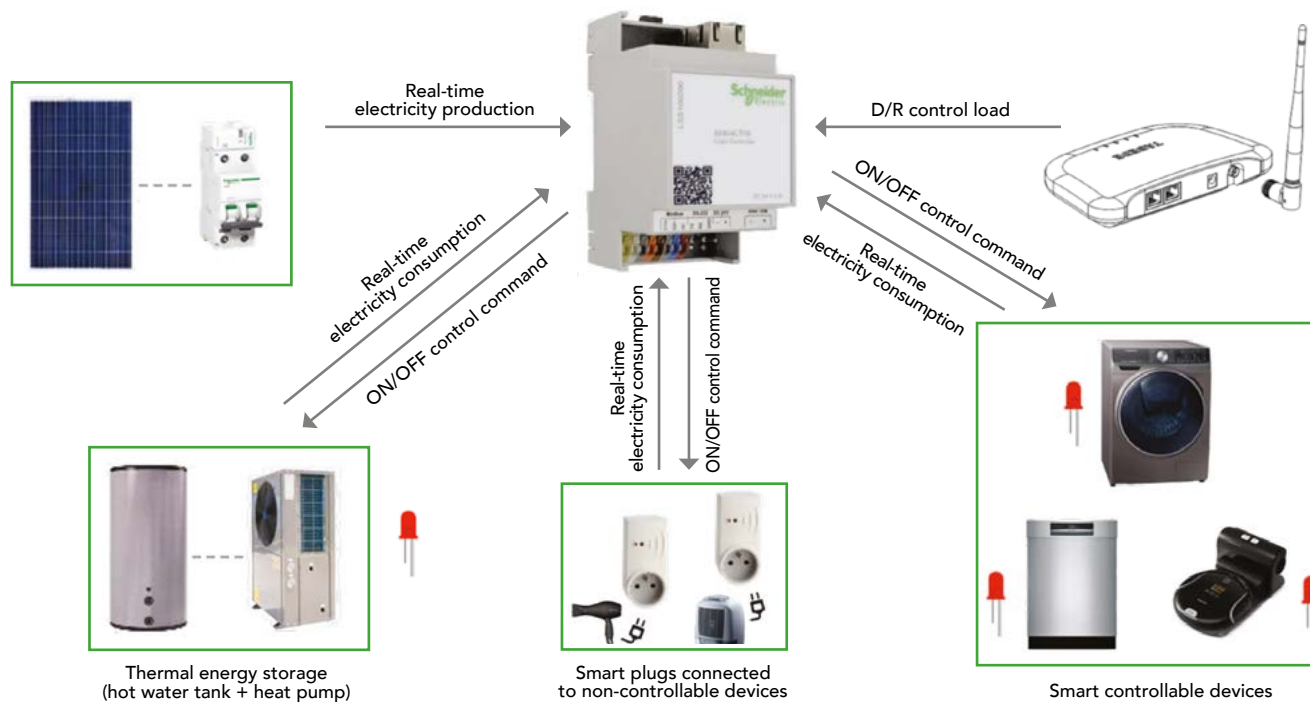 Real-time
electricity production
Schneider
Electric
LSS100200
D/R control load
ON/OFF control command
Real-time
electricity consumption
Real-time
electricity consumption
ON/OFF control command
Real-time
electricity consumption
ON/OFF control command
Thermal energy storage
(hot water tank + heat pump)
Smart plugs connected
to non-controllable devices
Smart controllable devices